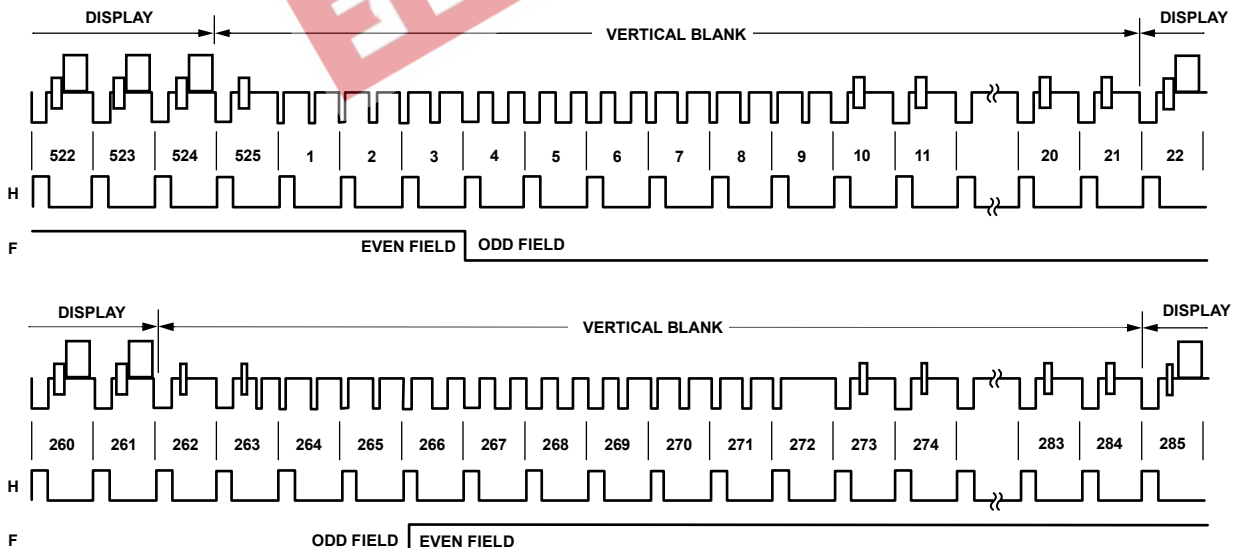 DISPLAY VERTICAL BLANK DISPLAY
522 523 524 525 1 2 3 4 5 6 7 8 9 10 11 20 21 22
H
F EVEN FIELD ODD FIELD
DISPLAY VERTICAL BLANK DISPLAY
260 261 262 263 264 265 266 267 268 269 270 271 272 273 274 283 284 285
H
F ODD FIELD EVEN FIELD